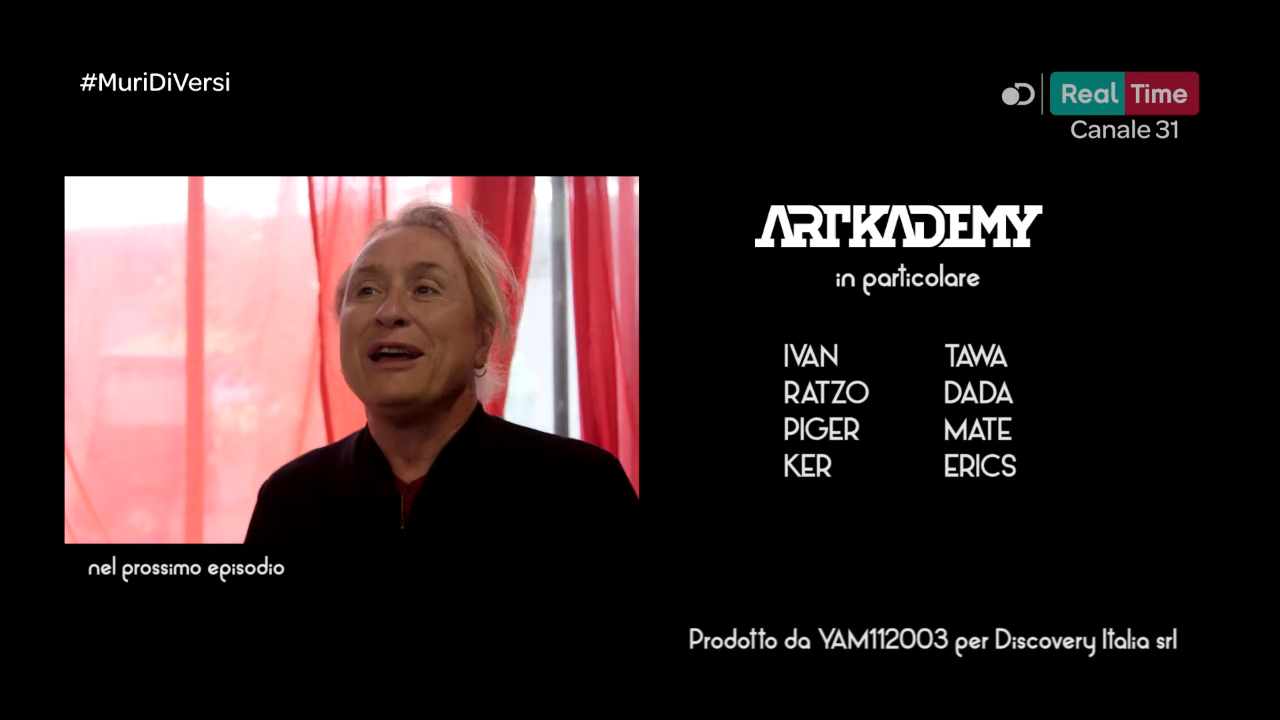 #MuriDiVersi
Real Time
Canale 31
ARTKADEMY
in particolare
IVAN
RATZO
PIGER
KER
TAWA
DADA
MATE
ERICS
nel prossimo episodio
Prodotto da YAM112003 per Discovery Italia srl